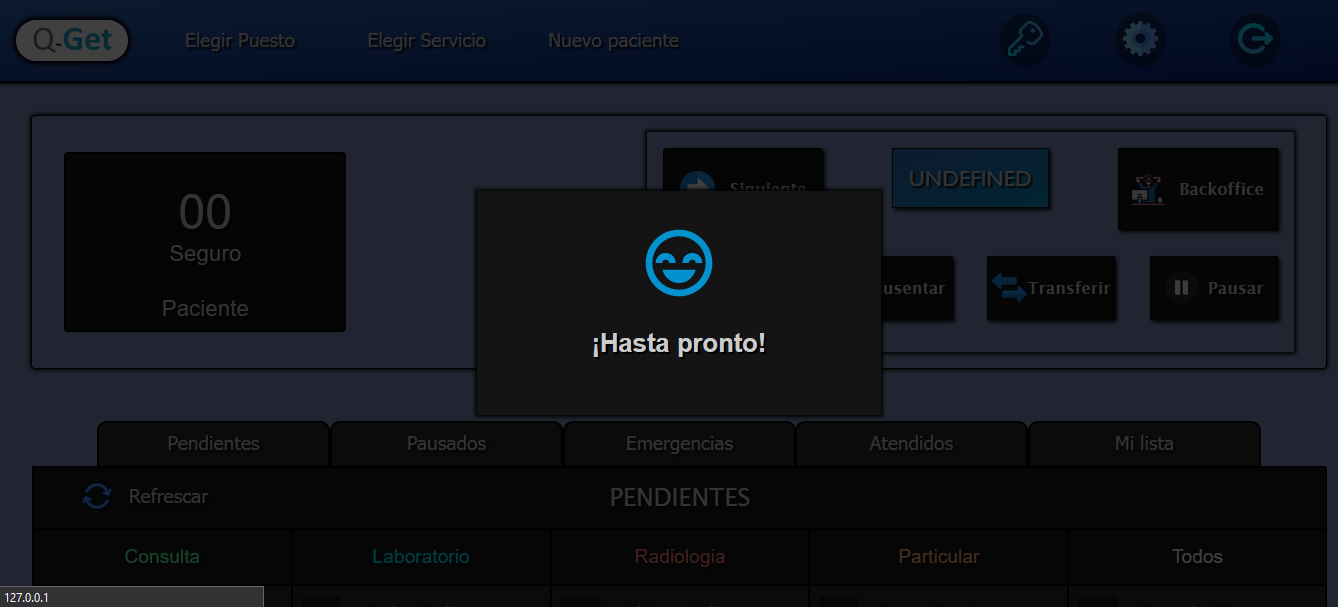 Q-Get
Elegir Puesto
Elegir Servicio
Nuevo paciente
00
Seguro
Paciente
Siguiente
UNDEFINED
Backoffice
usentar
Transferir
Pausar
¡Hasta pronto!
Pendientes
Pausados
Emergencias
Atendidos
Mi lista
Refrescar
PENDIENTES
Consulta
Laboratorio
Radiologia
Particular
Todos
127.0.0.1